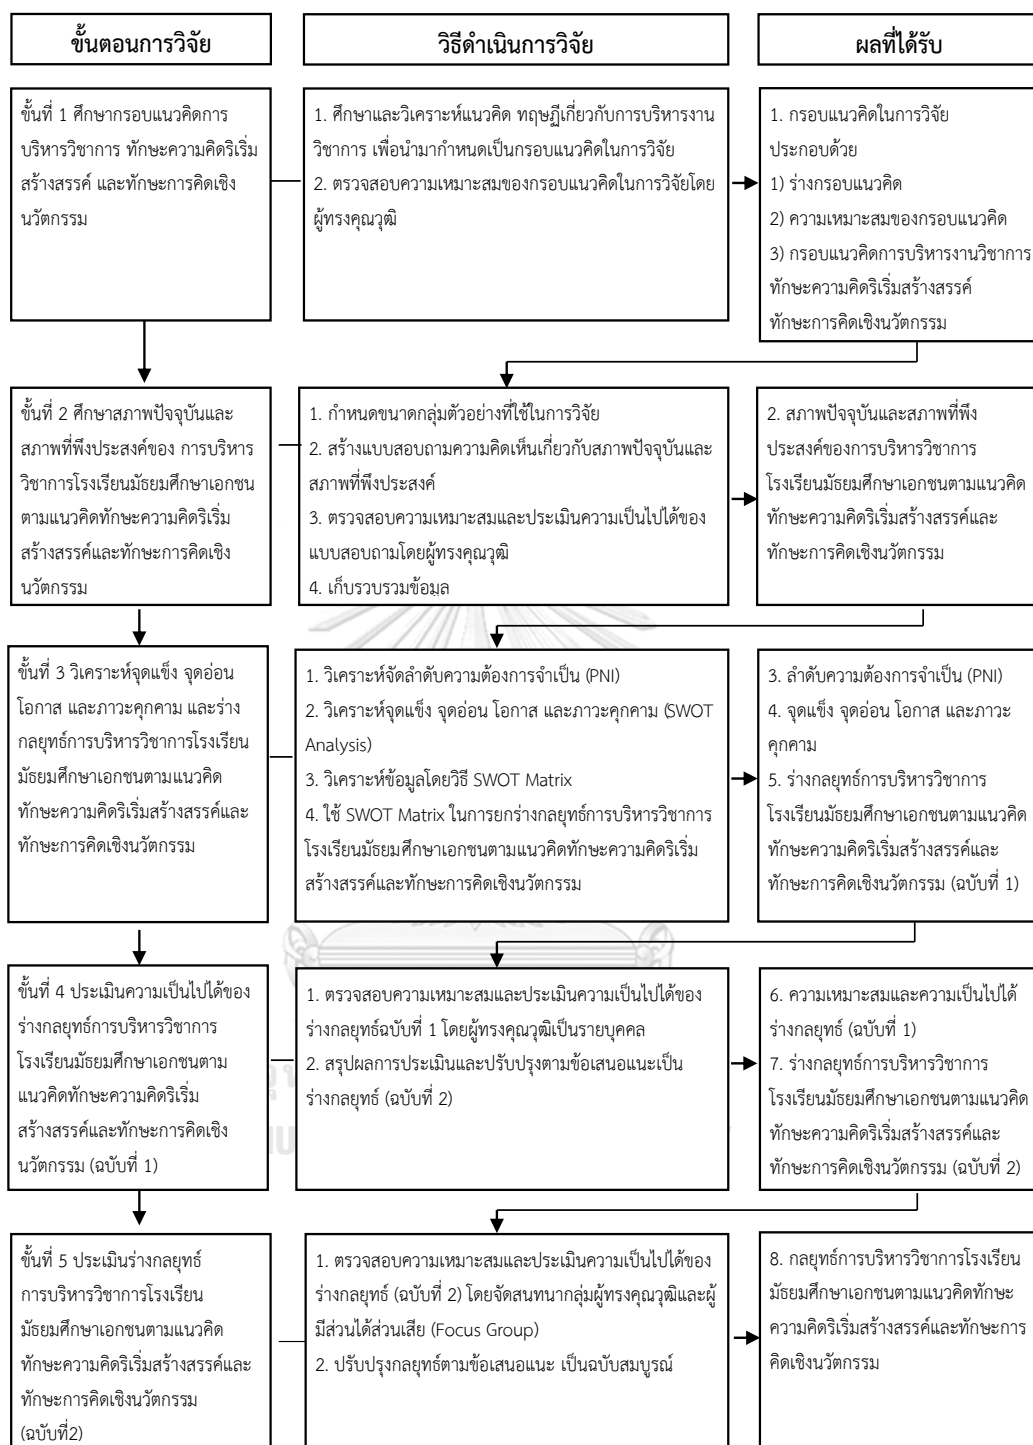 ขั้นตอนการวิจัย
วิธีดำเนินการวิจัย
ผลที่ได้รับ
ขั้นที่ 1 ศึกษากรอบแนวคิดการ
บริหารวิชาการ ทักษะความคิดริเริ่ม
สร้างสรรค์ และทักษะการคิดเชิง
นวัตกรรม
1. ศึกษาและวิเคราะห์แนวคิด ทฤษฎีเกี่ยวกับการบริหารงาน
วิชาการ เพื่อนำมากำหนดเป็นกรอบแนวคิดในการวิจัย
2. ตรวจสอบความเหมาะสมของกรอบแนวคิดในการวิจัยโดย
ผู้ทรงคุณวุฒิ
1. กรอบแนวคิดในการวิจัย
ประกอบด้วย
1) ร่างกรอบแนวคิด
2) ความเหมาะสมของกรอบแนวคิด
3) กรอบแนวคิดการบริหารงานวิชาการ
ทักษะความคิดริเริ่มสร้างสรรค์
ทักษะการคิดเชิงนวัตกรรม
ขั้นที่ 2 ศึกษาสภาพปัจจุบันและ
สภาพที่พึงประสงค์ของ การบริหาร
วิชาการโรงเรียนมัธยมศึกษาเอกชน
ตามแนวคิดทักษะความคิดริเริ่ม
สร้างสรรค์และทักษะการคิดเชิง
นวัตกรรม
1. กำหนดขนาดกลุ่มตัวอย่างที่ใช้ในการวิจัย
2. สร้างแบบสอบถามความคิดเห็นเกี่ยวกับสภาพปัจจุบันและ
สภาพที่พึงประสงค์
3. ตรวจสอบความเหมาะสมและประเมินความเป็นไปได้ของ
แบบสอบถามโดยผู้ทรงคุณวุฒิ
4. เก็บรวบรวมข้อมูล
2. สภาพปัจจุบันและสภาพที่พึง
ประสงค์ของการบริหารวิชาการ
โรงเรียนมัธยมศึกษาเอกชนตามแนวคิด
ทักษะความคิดริเริ่มสร้างสรรค์และ
ทักษะการคิดเชิงนวัตกรรม
ขั้นที่ 3 วิเคราะห์จุดแข็ง จุดอ่อน
โอกาส และภาวะคุกคาม และร่าง
กลยุทธ์การบริหารวิชาการโรงเรียน
มัธยมศึกษาเอกชนตามแนวคิด
ทักษะความคิดริเริ่มสร้างสรรค์และ
ทักษะการคิดเชิงนวัตกรรม
1. วิเคราะห์จัดลำดับความต้องการจำเป็น (PNI)
2. วิเคราะห์จุดแข็ง จุดอ่อน โอกาส และภาวะคุกคาม (SWOT
Analysis)
3. วิเคราะห์ข้อมูลโดยวิธี SWOT Matrix
4. ใช้ SWOT Matrix ในการยกร่างกลยุทธ์การบริหารวิชาการ
โรงเรียนมัธยมศึกษาเอกชนตามแนวคิดทักษะความคิดริเริ่ม
สร้างสรรค์และทักษะการคิดเชิงนวัตกรรม
3. ลำดับความต้องการจำเป็น (PNI)
4. จุดแข็ง จุดอ่อน โอกาส และภาวะ
คุกคาม
5. ร่างกลยุทธ์การบริหารวิชาการ
โรงเรียนมัธยมศึกษาเอกชนตามแนวคิด
ทักษะความคิดริเริ่มสร้างสรรค์และ
ทักษะการคิดเชิงนวัตกรรม (ฉบับที่ 1)
ขั้นที่ 4 ประเมินความเป็นไปได้ของ
ร่างกลยุทธ์การบริหารวิชาการ
โรงเรียนมัธยมศึกษาเอกชนตาม
แนวคิดทักษะความคิดริเริ่ม
สร้างสรรค์และทักษะการคิดเชิง
นวัตกรรม (ฉบับที่ 1)
1. ตรวจสอบความเหมาะสมและประเมินความเป็นไปได้ของ
ร่างกลยุทธ์ฉบับที่ 1 โดยผู้ทรงคุณวุฒิเป็นรายบุคคล
2. สรุปผลการประเมินและปรับปรุงตามข้อเสนอแนะเป็น
ร่างกลยุทธ์ (ฉบับที่ 2)
6. ความเหมาะสมและความเป็นไปได้
ร่างกลยุทธ์ (ฉบับที่ 1)
7. ร่างกลยุทธ์การบริหารวิชาการ
โรงเรียนมัธยมศึกษาเอกชนตามแนวคิด
ทักษะความคิดริเริ่มสร้างสรรค์และ
ทักษะการคิดเชิงนวัตกรรม (ฉบับที่ 2)
ขั้นที่ 5 ประเมินร่างกลยุทธ์
การบริหารวิชาการโรงเรียน
มัธยมศึกษาเอกชนตามแนวคิด
ทักษะความคิดริเริ่มสร้างสรรค์และ
ทักษะการคิดเชิงนวัตกรรม
(ฉบับที่2)
1. ตรวจสอบความเหมาะสมและประเมินความเป็นไปได้ของ
ร่างกลยุทธ์ (ฉบับที่ 2) โดยจัดสนทนากลุ่มผู้ทรงคุณวุฒิและผู้
มีส่วนได้ส่วนเสีย (Focus Group)
2. ปรับปรุงกลยุทธ์ตามข้อเสนอแนะ เป็นฉบับสมบูรณ์
8. กลยุทธ์การบริหารวิชาการโรงเรียน
มัธยมศึกษาเอกชนตามแนวคิดทักษะ
ความคิดริเริ่มสร้างสรรค์และทักษะการ
คิดเชิงนวัตกรรม